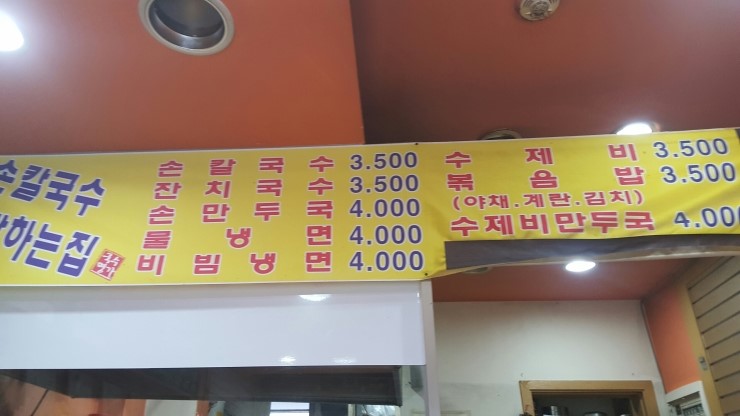 손칼국수
하는집
손칼국수 3.500
잔치국수 3.500
손만두국 4.000
물냉면 4.000
비빔냉면 4.000
수제비 3.500
볶음밥 3.500
(야채.계란.김치)
수제비만두국 4.000